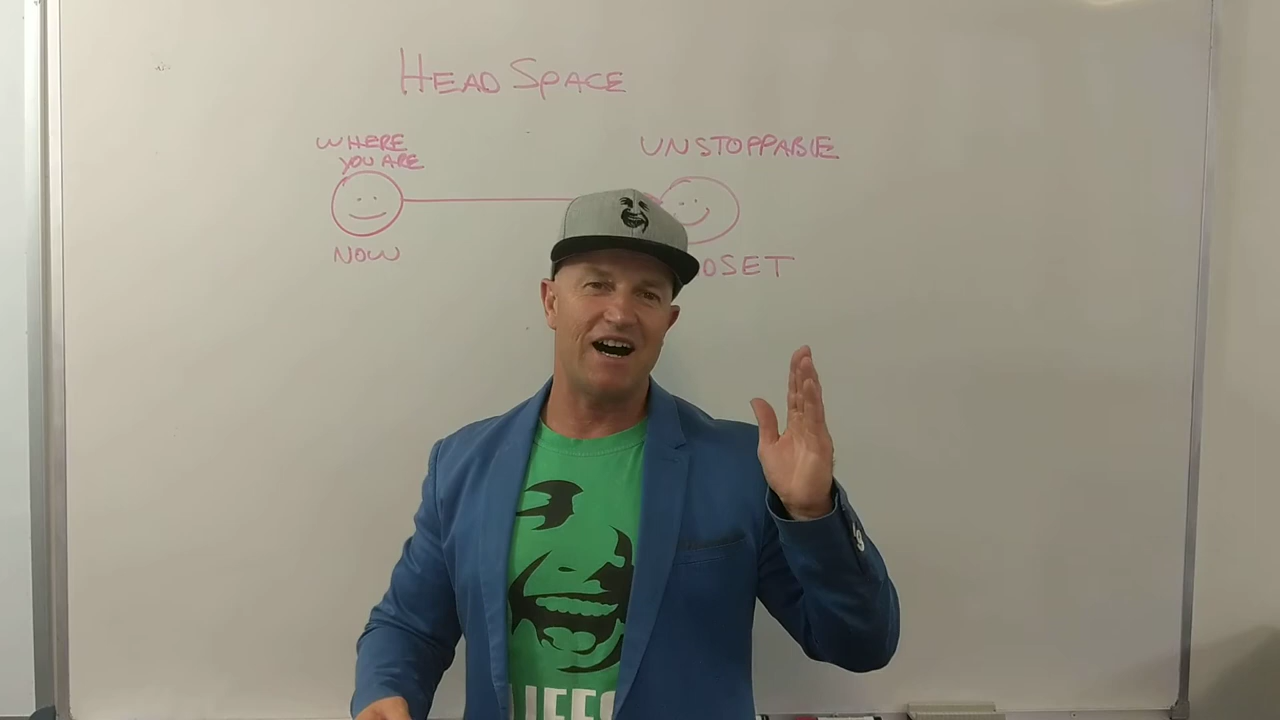 HEAD SPACE
WHERE
YOU ARE
UNSTOPPABLE
NOW